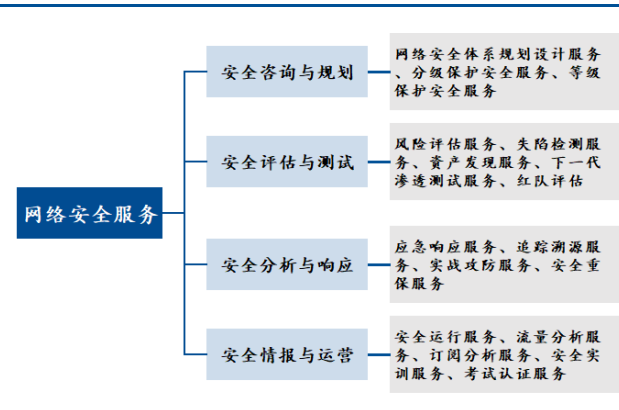 网络安全服务
安全咨询与规划
网络安全体系规划设计服务
、分级保护安全服务、等级
保护安全服务
安全评估与测试
风险评估服务、失陷检测服
务、资产发现服务、下一代
渗透测试服务、红队评估
安全分析与响应
应急响应服务、追踪溯源服
务、实战攻防服务、安全重
保服务
安全情报与运营
安全运行服务、流量分析服
务、订阅分析服务、安全实
训服务、考试认证服务